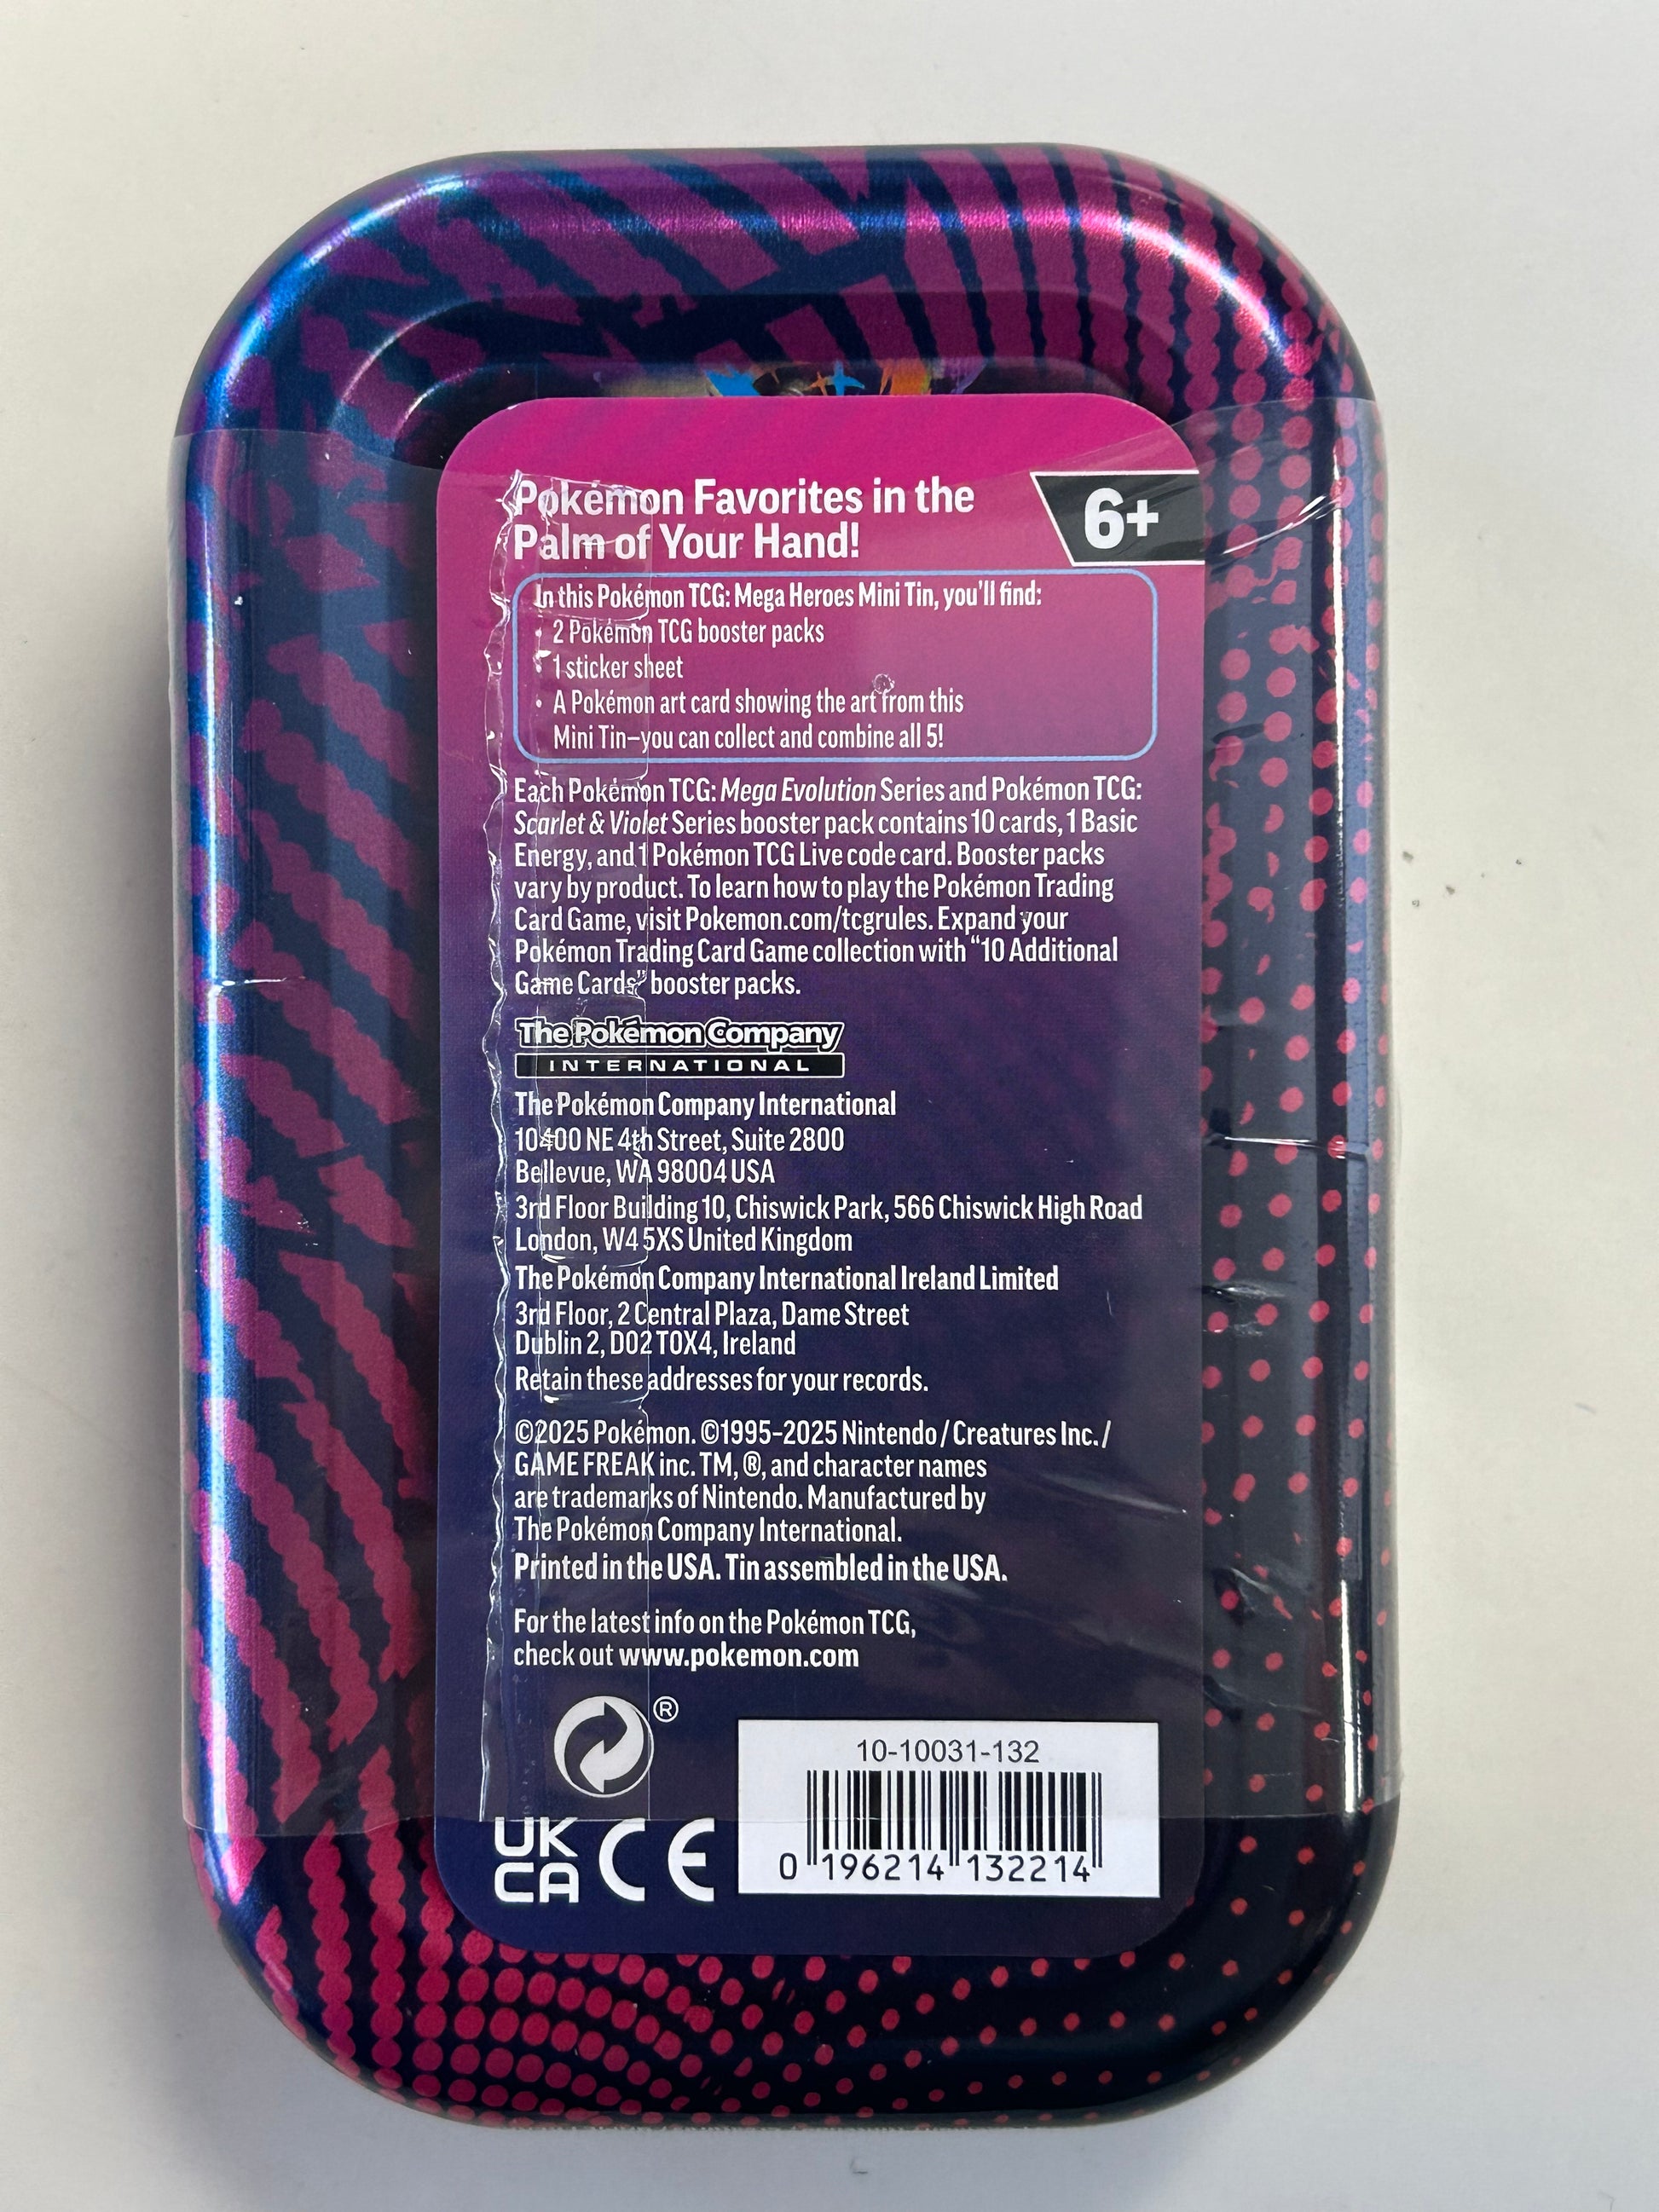 Pokémon Favorites in the
Palm of Your Hand!
6+
In this Pokémon TCG: Mega Heroes Mini Tin, you'll find:
• 2 Pokémon TCG booster packs
• 1 sticker sheet
• A Pokémon art card showing the art from this
Mini Tin—you can collect and combine all 5!
Each Pokémon TCG: Mega Evolution Series and Pokémon TCG:
Scarlet & Violet Series booster pack contains 10 cards, 1 Basic
Energy, and 1 Pokémon TCG Live code card. Booster packs
vary by product. To learn how to play the Pokémon Trading
Card Game, visit Pokemon.com/tcgrules. Expand your
Pokémon Trading Card Game collection with “10 Additional
Game Cards” booster packs.
The Pokémon Company
INTERNATIONAL
The Pokémon Company International
10400 NE 4th Street, Suite 2800
Bellevue, WA 98004 USA
3rd Floor Building 10, Chiswick Park, 566 Chiswick High Road
London, W4 5XS United Kingdom
The Pokémon Company International Ireland Limited
3rd Floor, 2 Central Plaza, Dame Street
Dublin 2, D02 T0X4, Ireland
Retain these addresses for your records.
©2025 Pokémon. ©1995–2025 Nintendo / Creatures Inc. /
GAME FREAK inc. TM, ®, and character names
are trademarks of Nintendo. Manufactured by
The Pokémon Company International.
Printed in the USA. Tin assembled in the USA.
For the latest info on the Pokémon TCG,
check out www.pokemon.com
®
UK
CA CE
10-10031-132
0 196214 132214